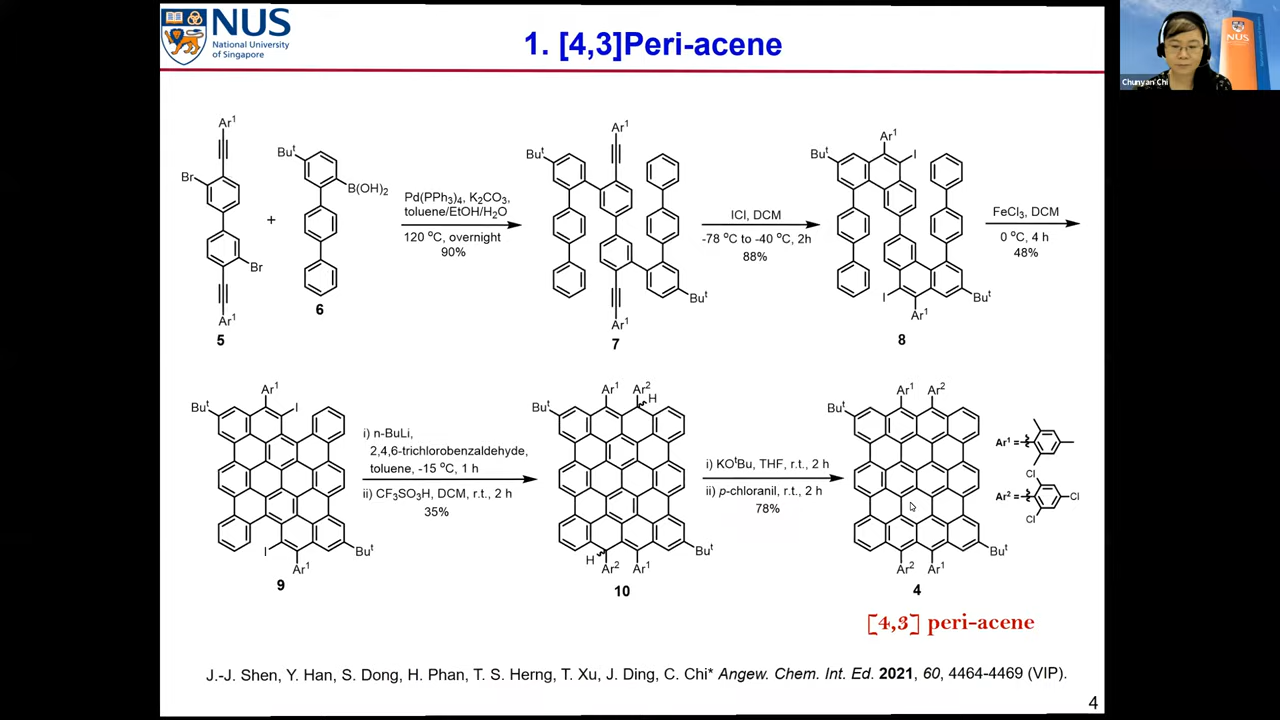 NUS
National University
of Singapore
1. [4,3]Peri-acene
NUS
Chunyan Chi
Ar1
Br
Br
Ar1
5
+
But
B(OH)2
6
Pd(PPh3)4, K2CO3,
toluene/EtOH/H2O
120 oC, overnight
90%
Ar1
But
But
Ar1
7
ICl, DCM
-78 oC to -40 oC, 2h
88%
Ar1
But
I
I
But
Ar1
8
FeCl3, DCM
0 oC, 4 h
48%
Ar1
But
I
I
But
Ar1
9
i) n-BuLi,
2,4,6-trichlorobenzaldehyde,
toluene, -15 oC, 1 h
ii) CF3SO3H, DCM, r.t., 2 h
35%
Ar1 Ar2
H
But
But
H
Ar2 Ar1
10
i) KOtBu, THF, r.t., 2 h
ii) p-chloranil, r.t., 2 h
78%
Ar1 Ar2
But
But
Ar2 Ar1
4
Ar1 =
Cl
Ar2 =
Cl
Cl
[4,3] peri-acene
J.-J. Shen, Y. Han, S. Dong, H. Phan, T. S. Herng, T. Xu, J. Ding, C. Chi* Angew. Chem. Int. Ed. 2021, 60, 4464-4469 (VIP).
4